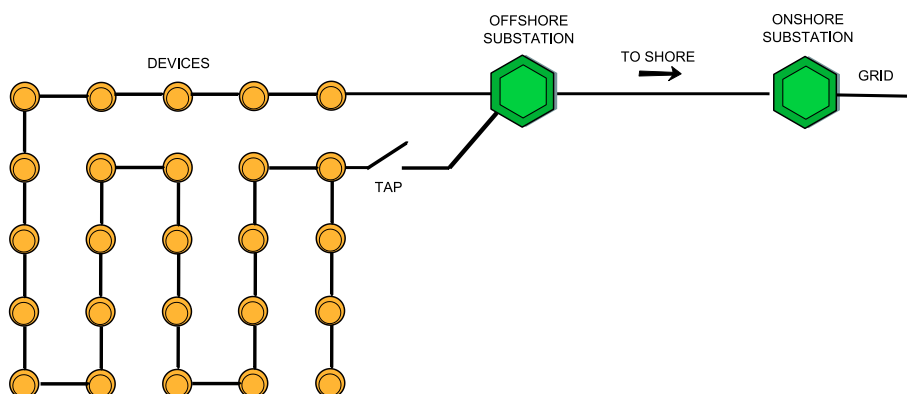 OFFSHORE
SUBSTATION
ONSHORE
SUBSTATION
DEVICES
TO SHORE
GRID
TAP